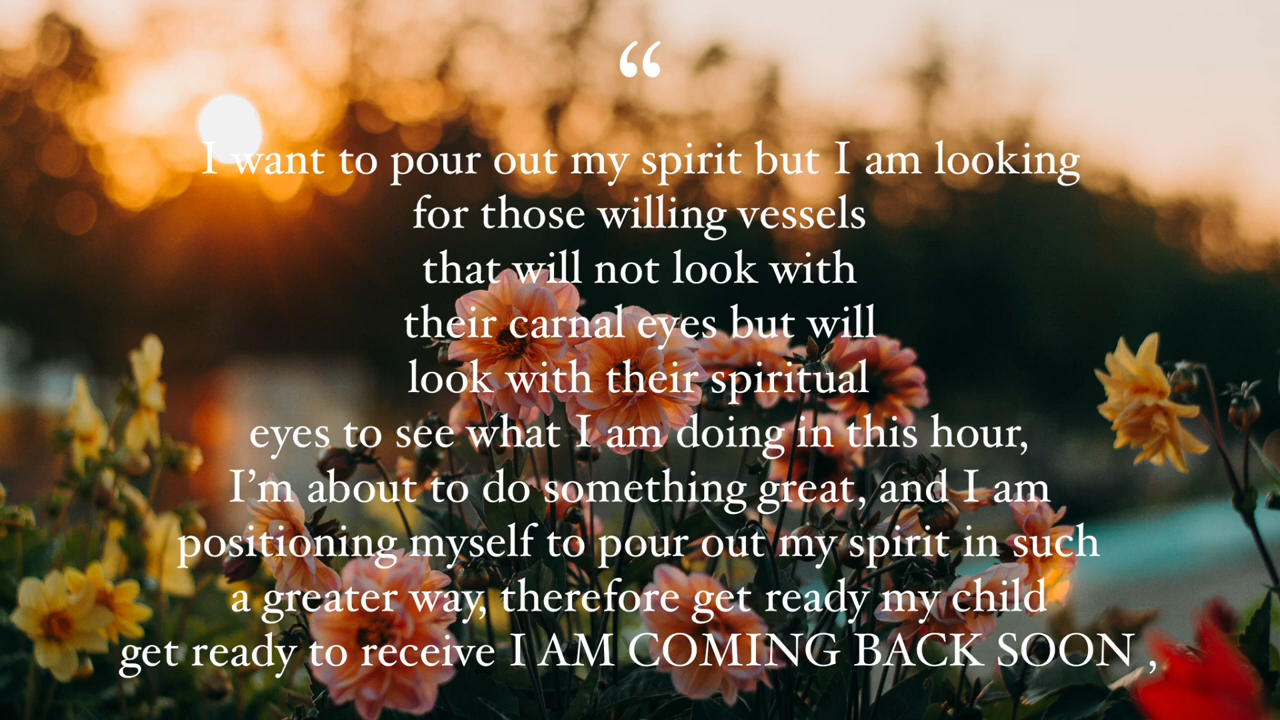 “
I want to pour out my spirit but I am looking
for those willing vessels
that will not look with
their carnal eyes but will
look with their spiritual
eyes to see what I am doing in this hour,
I’m about to do something great, and I am
positioning myself to pour out my spirit in such
a greater way, therefore get ready my child
get ready to receive I AM COMING BACK SOON ,